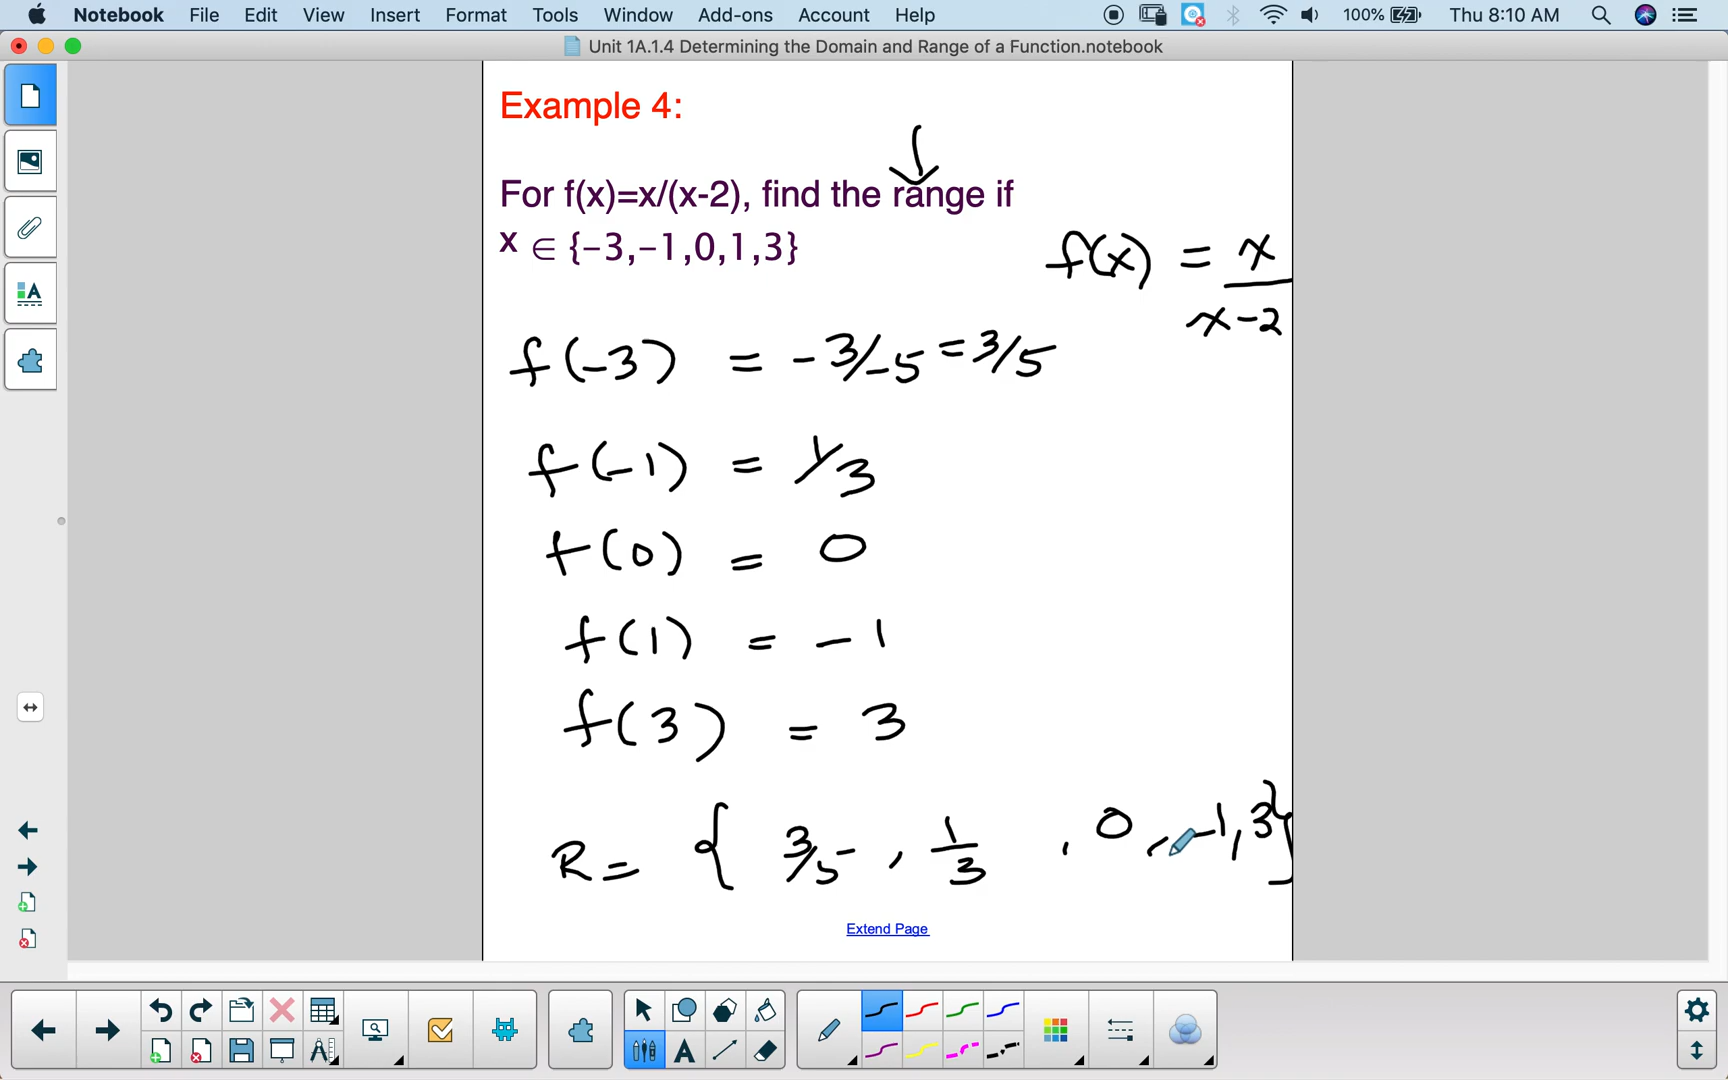 Notebook File Edit View Insert Format Tools Window Add-ons Account Help 100% Thu 8:10 AM
Unit 1A.1.4 Determining the Domain and Range of a Function.notebook
Example 4:
For f(x)=x/(x-2), find the range if
x ∈ {-3,-1,0,1,3}
f(x) = x
x-2
f(-3) = -3/-5 = 3/5
f(-1) = 1/3
f(0) = 0
f(1) = -1
f(3) = 3
R = { 3/5 , 1/3 , 0 , -1, 3}
Extend Page